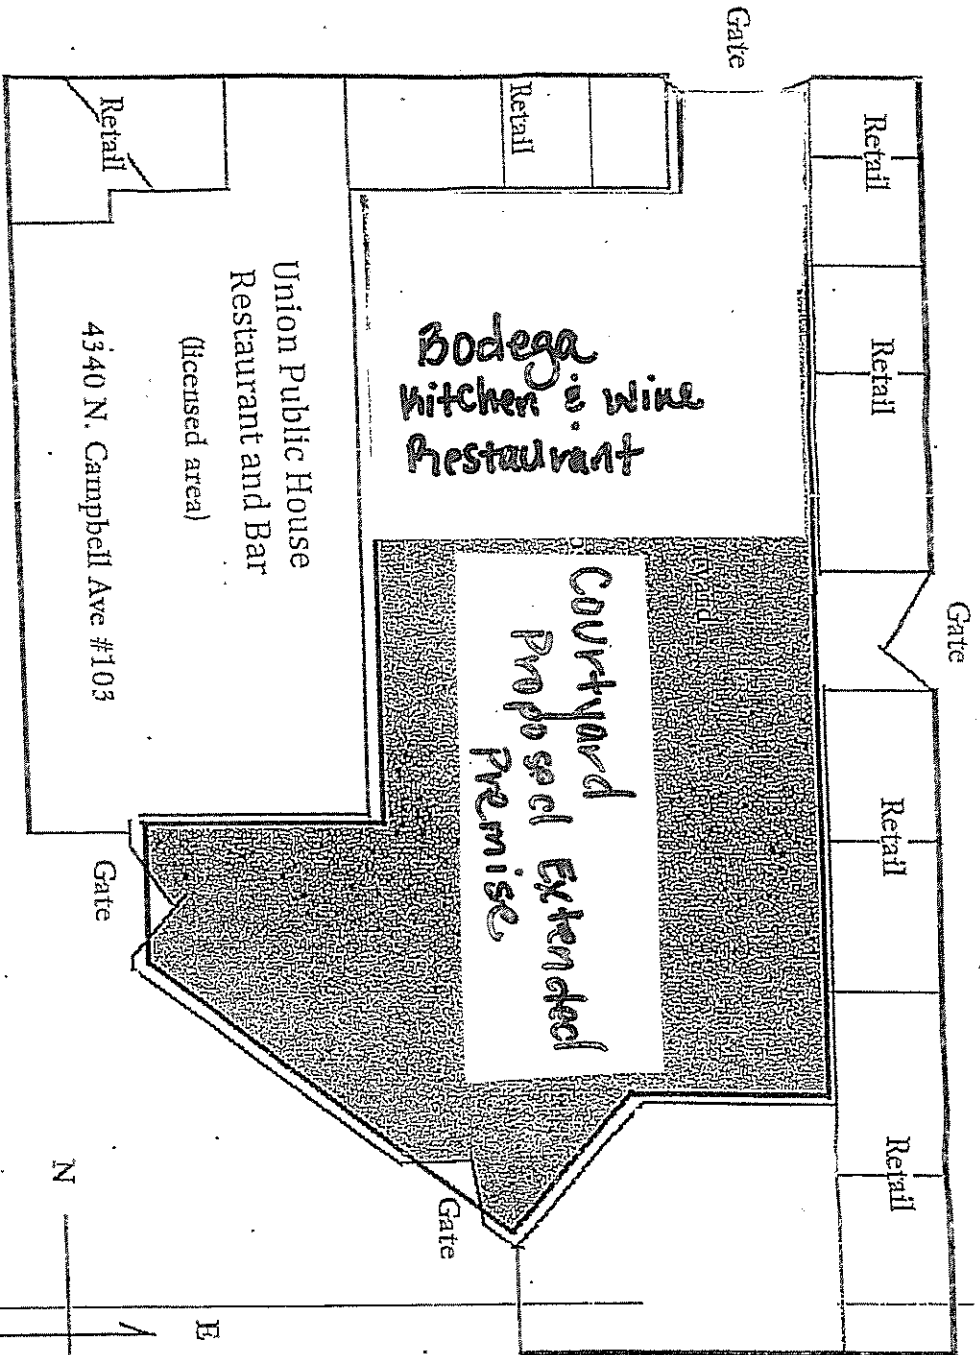 Gate
Retail
Retail
Retail
Retail
Gate
Retail
Retail
Bodega
Kitchen & Wine
Restaurant
Union Public House
Restaurant and Bar
(licensed area)
4340 N. Campbell Ave #103
Courtyard
Proposed Extended
Premise
Gate
Gate
N
E